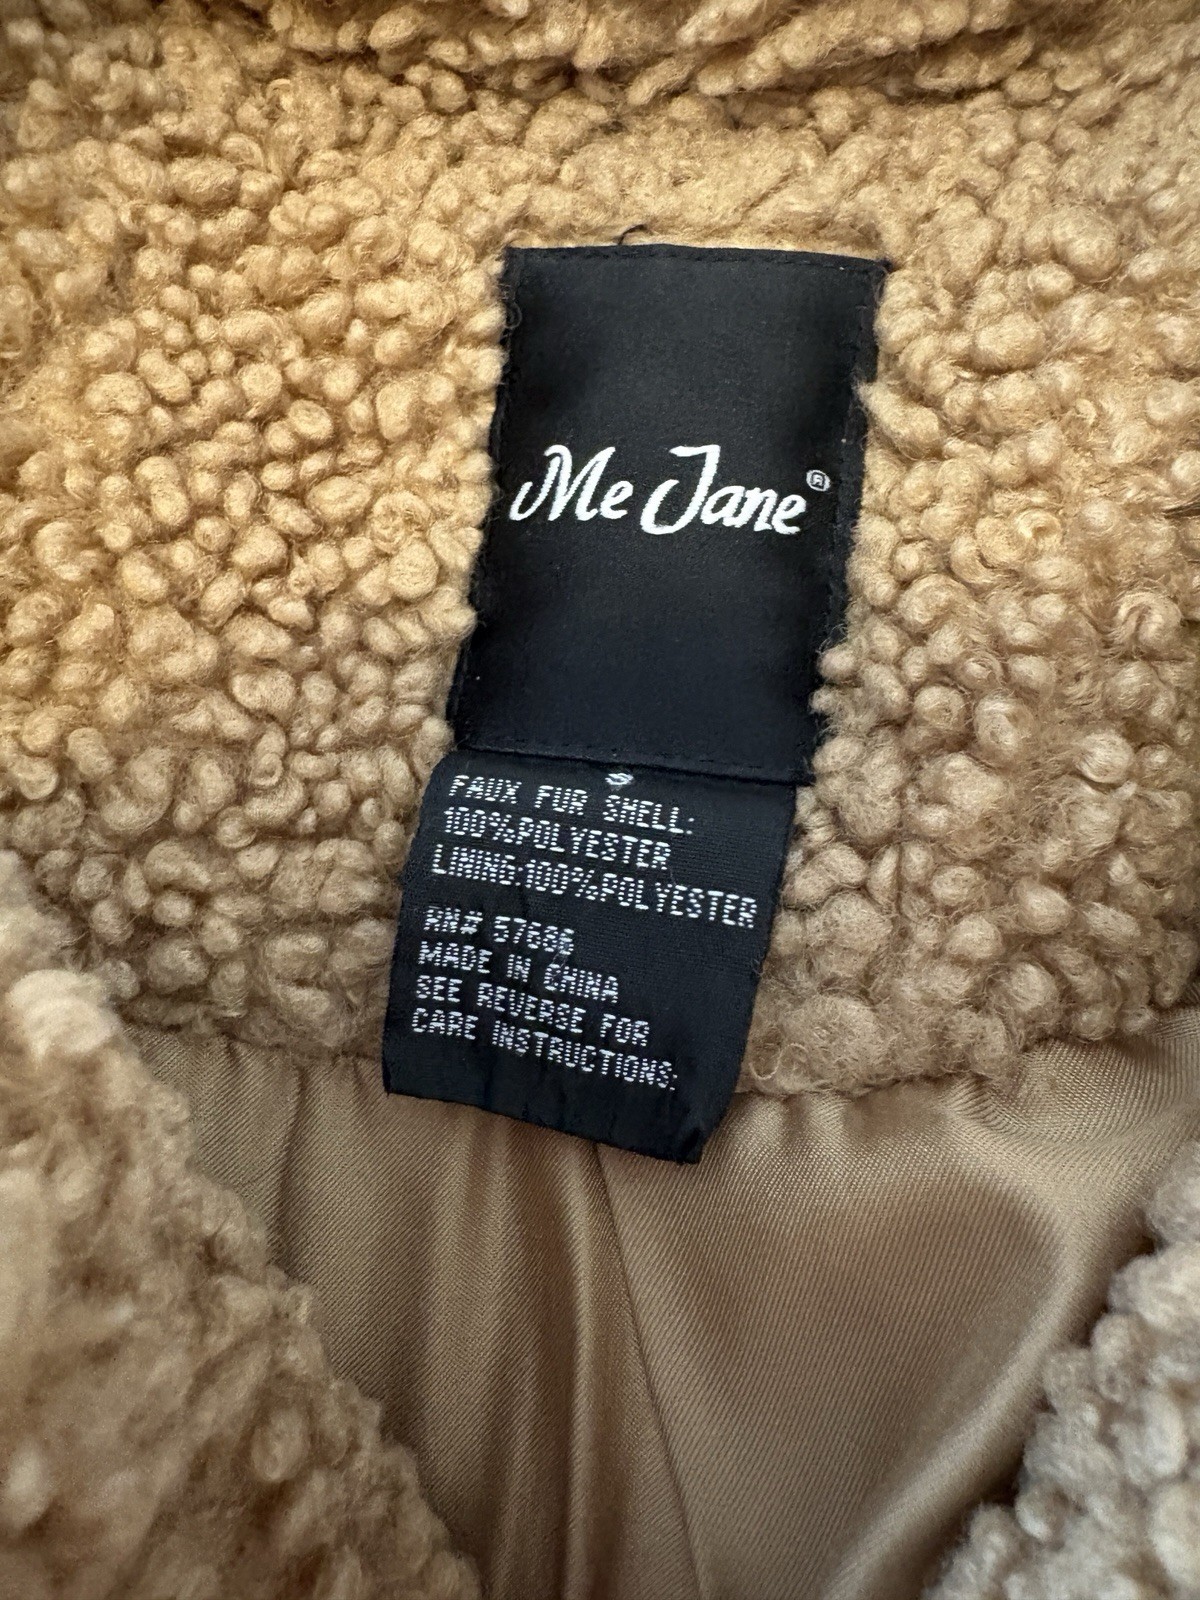 Me Jane®
S
FAUX FUR SHELL:
100%POLYESTER
LINING:100%POLYESTER
RN# 57686
MADE IN CHINA
SEE REVERSE FOR
CARE INSTRUCTIONS: